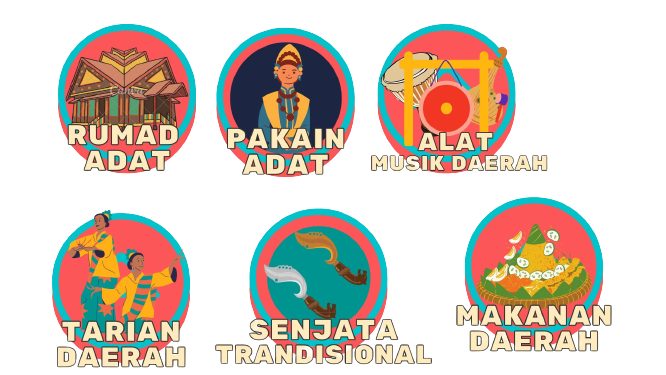 RUMAD
ADAT
PAKAIN
ADAT
ALAT
MUSIK DAERAH
TARIAN
DAERAH
SENJATA
TRANDISIONAL
MAKANAN
DAERAH